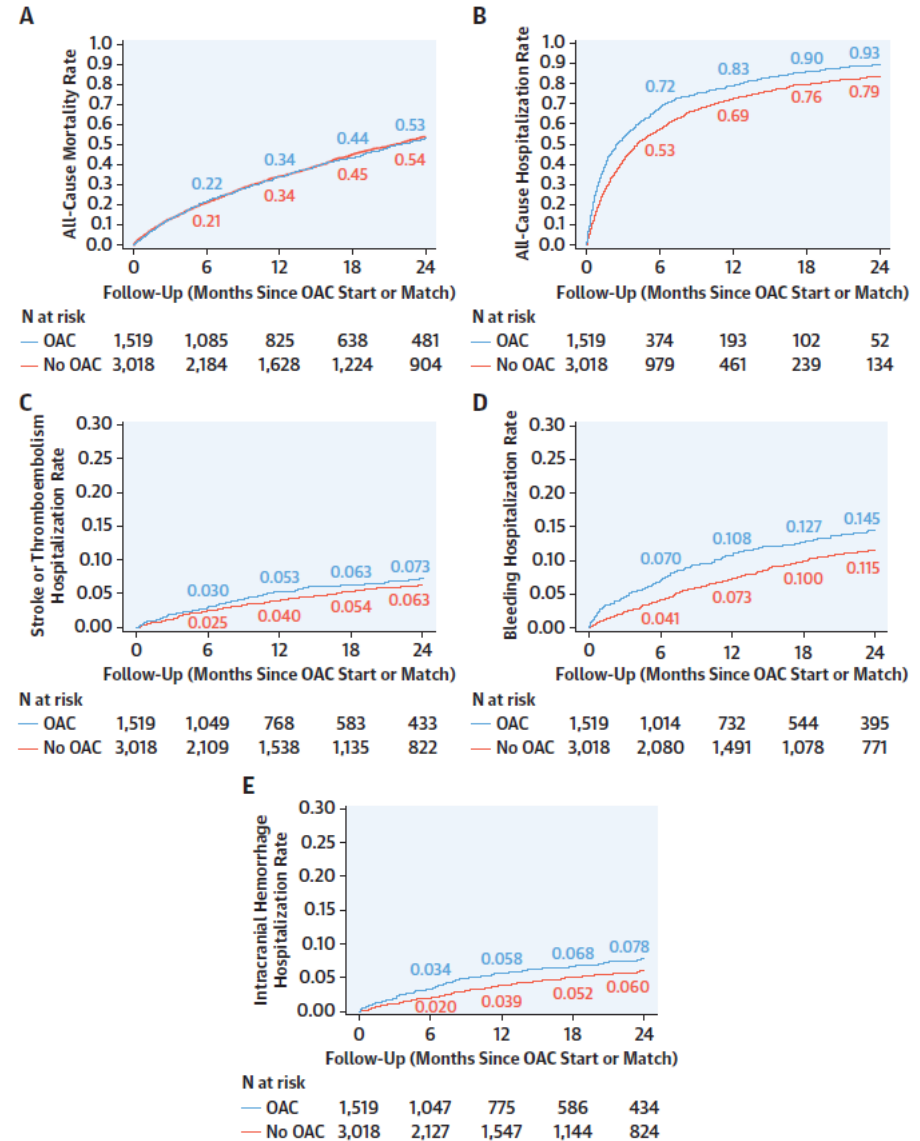 A
All-Cause Mortality Rate
1.0
0.9
0.8
0.7
0.6
0.5
0.4
0.3
0.2
0.1
0.0
0.22
0.34
0.44
0.53
0.21
0.34
0.45
0.54
0 6 12 18 24
Follow-Up (Months Since OAC Start or Match)
N at risk
OAC 1,519 1,085 825 638 481
No OAC 3,018 2,184 1,628 1,224 904
B
All-Cause Hospitalization Rate
1.0
0.9
0.8
0.7
0.6
0.5
0.4
0.3
0.2
0.1
0.0
0.72
0.83
0.90
0.93
0.53
0.69
0.76
0.79
0 6 12 18 24
Follow-Up (Months Since OAC Start or Match)
N at risk
OAC 1,519 374 193 102 52
No OAC 3,018 979 461 239 134
C
Stroke or Thromboembolism
Hospitalization Rate
0.30
0.25
0.20
0.15
0.10
0.05
0.00
0.030
0.053
0.063
0.073
0.025
0.040
0.054
0.063
0 6 12 18 24
Follow-Up (Months Since OAC Start or Match)
N at risk
OAC 1,519 1,049 768 583 433
No OAC 3,018 2,109 1,538 1,135 822
D
Bleeding Hospitalization Rate
0.30
0.25
0.20
0.15
0.10
0.05
0.00
0.070
0.108
0.127
0.145
0.041
0.073
0.100
0.115
0 6 12 18 24
Follow-Up (Months Since OAC Start or Match)
N at risk
OAC 1,519 1,014 732 544 395
No OAC 3,018 2,080 1,491 1,078 771
E
Intracranial Hemorrhage
Hospitalization Rate
0.30
0.25
0.20
0.15
0.10
0.05
0.00
0.034
0.058
0.068
0.078
0.020
0.039
0.052
0.060
0 6 12 18 24
Follow-Up (Months Since OAC Start or Match)
N at risk
OAC 1,519 1,047 775 586 434
No OAC 3,018 2,127 1,547 1,144 824